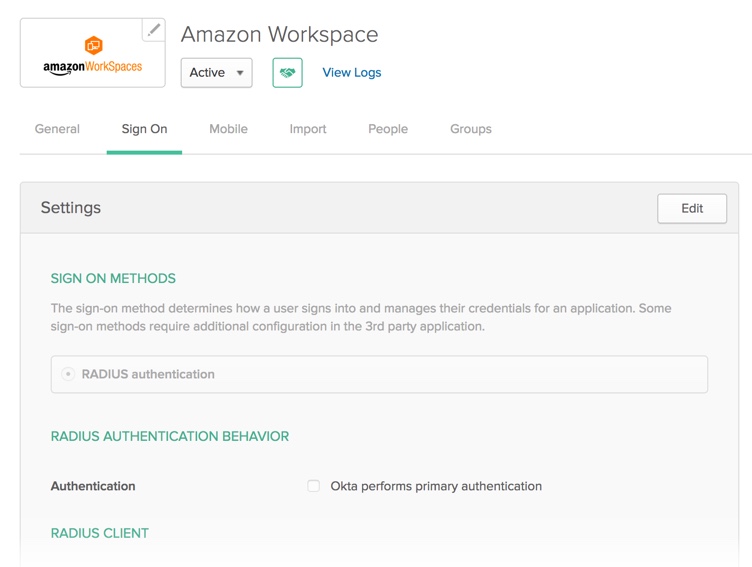 Amazon Workspace
amazon WorkSpaces
Active
View Logs
General Sign On Mobile Import People Groups
Settings
Edit
SIGN ON METHODS
The sign-on method determines how a user signs into and manages their credentials for an application. Some
sign-on methods require additional configuration in the 3rd party application.
RADIUS authentication
RADIUS AUTHENTICATION BEHAVIOR
Authentication Okta performs primary authentication
RADIUS CLIENT